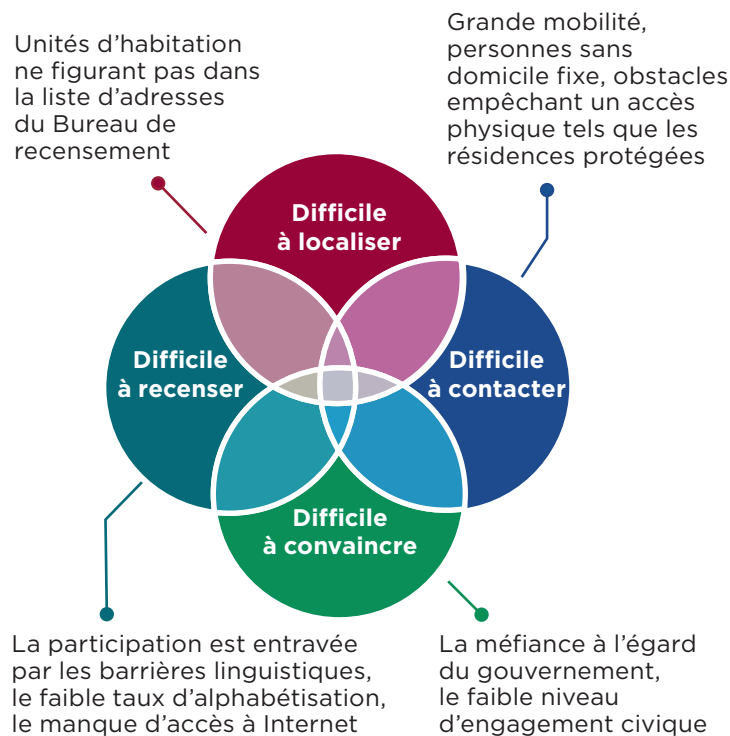 Unités d’habitation
ne figurant pas dans
la liste d’adresses
du Bureau de
recensement
Grande mobilité,
personnes sans
domicile fixe, obstacles
empêchant un accès
physique tels que les
résidences protégées
Difficile
à localiser
Difficile
à recenser
Difficile
à contacter
Difficile
à convaincre
La participation est entravée
par les barrières linguistiques,
le faible taux d’alphabétisation,
le manque d’accès à Internet
La méfiance à l’égard
du gouvernement,
le faible niveau
d’engagement civique